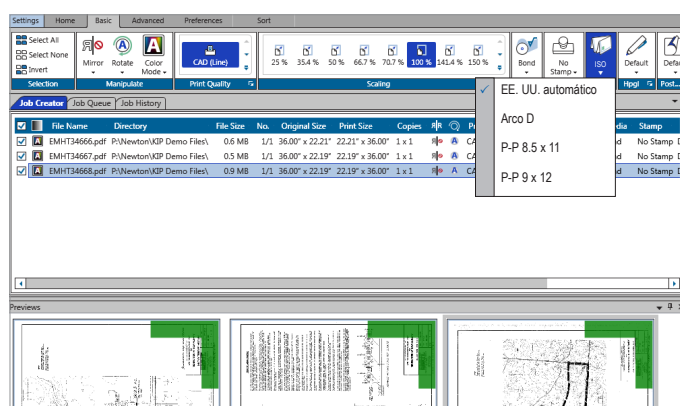 Settings Home Basic Advanced Preferences Sort
Select All
Select None
Invert
Selection
Mirror Rotate Color Mode
Manipulate
CAD (Line)
Print Quality
25 % 35.4 % 50 % 66.7 % 70.7 % 100 % 141.4 % 150 %
Scaling
Bond
No Stamp
ISO
Default
Hpgl
Post...
EE. UU. automático
Arco D
P-P 8.5 x 11
P-P 9 x 12
Job Creator Job Queue Job History
File Name Directory File Size No. Original Size Print Size Copies Stamp
EMHT34666.pdf P:\Newton\KIP Demo Files\ 0.6 MB 1/1 36.00" x 22.21" 22.21" x 36.00" 1 x 1 A CA No Stamp D
EMHT34667.pdf P:\Newton\KIP Demo Files\ 0.5 MB 1/1 36.00" x 22.19" 22.19" x 36.00" 1 x 1 A CA No Stamp D
EMHT34668.pdf P:\Newton\KIP Demo Files\ 0.9 MB 1/1 36.00" x 22.19" 22.19" x 36.00" 1 x 1 A CA No Stamp D
Previews